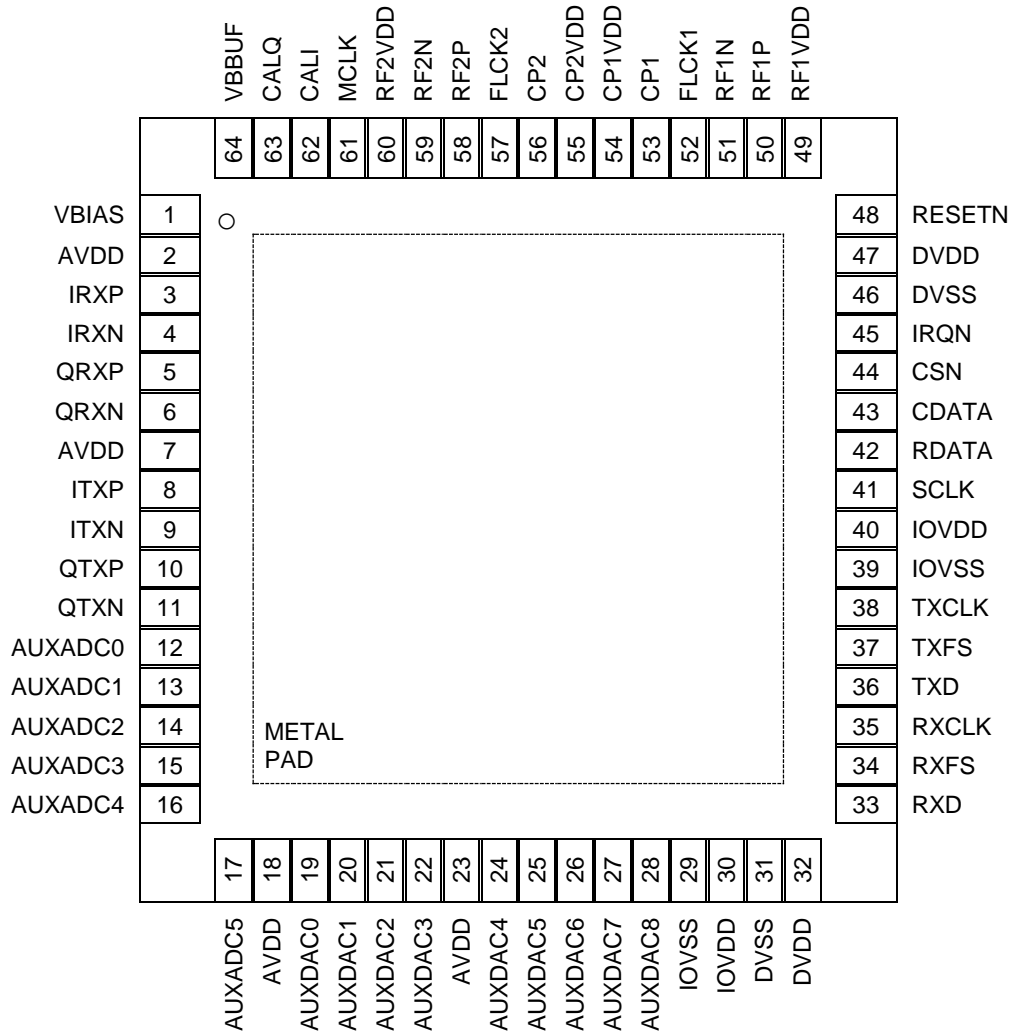 VBBUF CALQ CALI MCLK RF2VDD RF2N RF2P FLCK2 CP2 CP2VDD CP1VDD CP1 FLCK1 RF1N RF1P RF1VDD
64 63 62 61 60 59 58 57 56 55 54 53 52 51 50 49
VBIAS 1 48 RESETN
AVDD 2 47 DVDD
IRXP 3 46 DVSS
IRXN 4 45 IRQN
QRXP 5 44 CSN
QRXN 6 43 CDATA
AVDD 7 42 RDATA
ITXP 8 41 SCLK
ITXN 9 40 IOVDD
QTXP 10 39 IOVSS
QTXN 11 38 TXCLK
AUXADC0 12 37 TXFS
AUXADC1 13 36 TXD
AUXADC2 14 35 RXCLK
AUXADC3 15 34 RXFS
AUXADC4 16 33 RXD
METAL
PAD
17 18 19 20 21 22 23 24 25 26 27 28 29 30 31 32
AUXADC5 AVDD AUXDAC0 AUXDAC1 AUXDAC2 AUXDAC3 AVDD AUXDAC4 AUXDAC5 AUXDAC6 AUXDAC7 AUXDAC8 IOVSS IOVDD DVSS DVDD